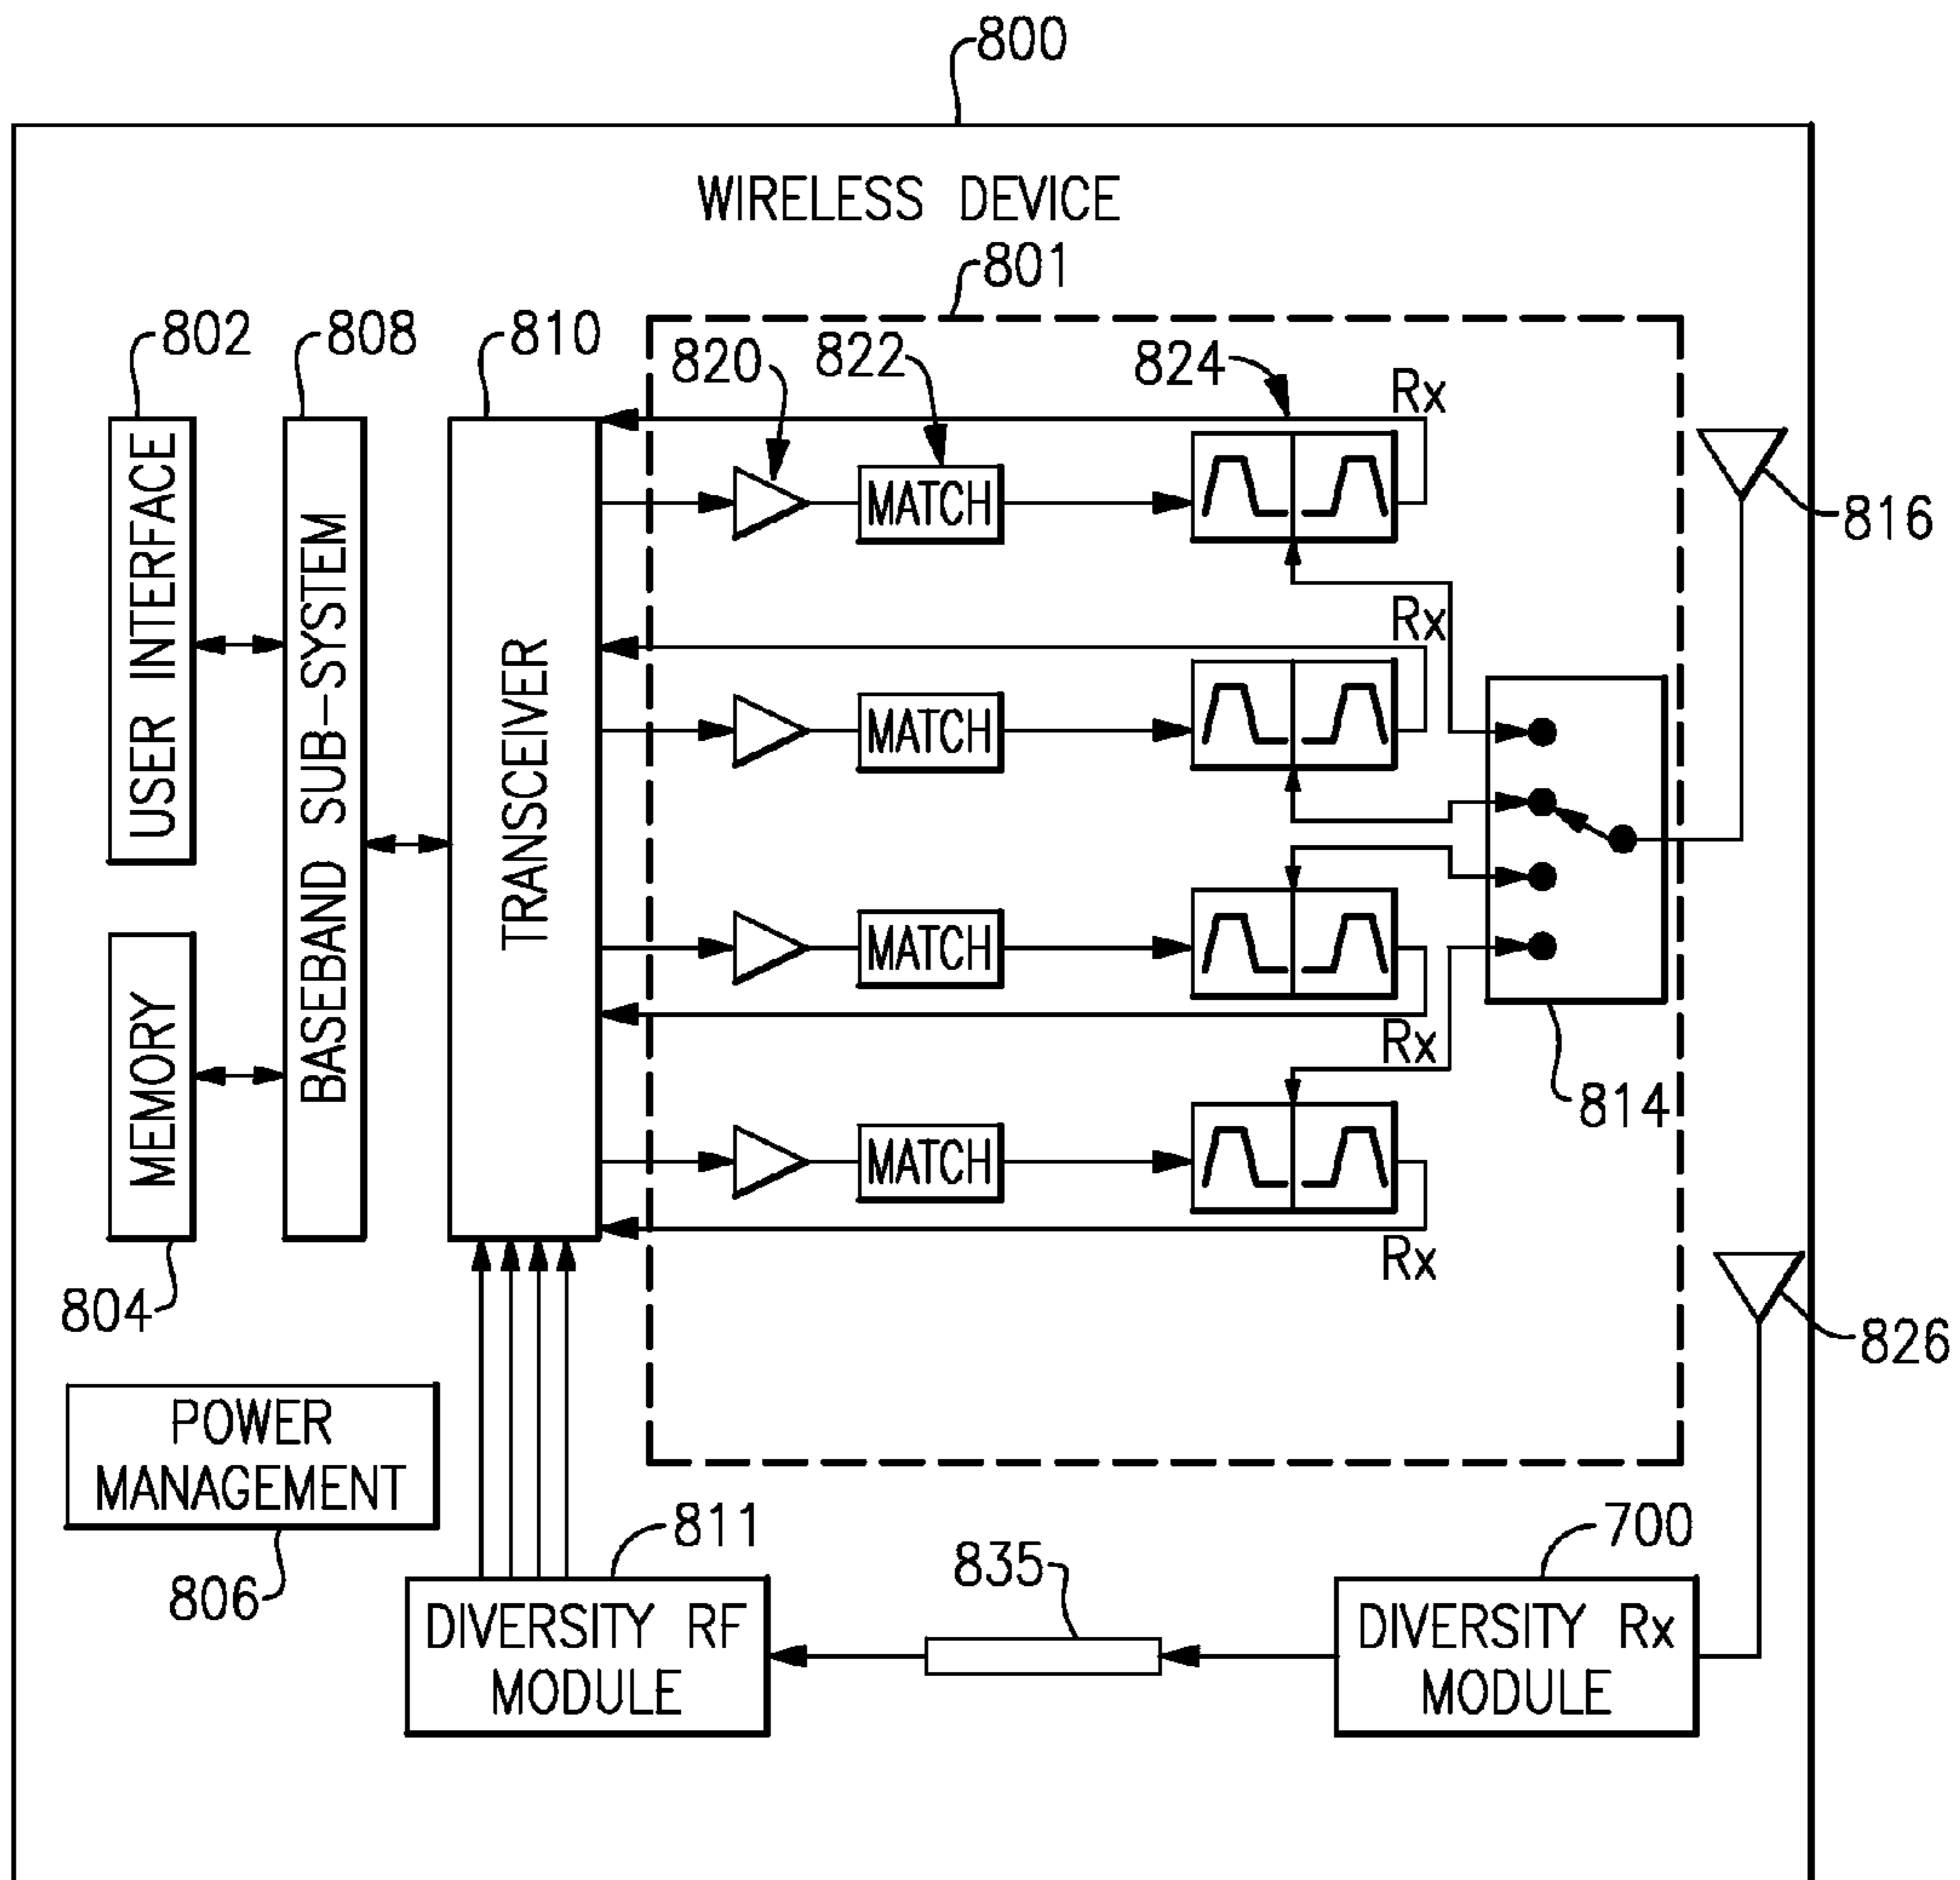 800
WIRELESS DEVICE
801
802
808
810
820
822
824
Rx
USER INTERFACE
BASEBAND SUB-SYSTEM
TRANSCEIVER
MATCH
816
Rx
MATCH
MATCH
Rx
814
MEMORY
MATCH
Rx
804
826
POWER
MANAGEMENT
806
811
835
700
DIVERSITY RF
MODULE
DIVERSITY Rx
MODULE